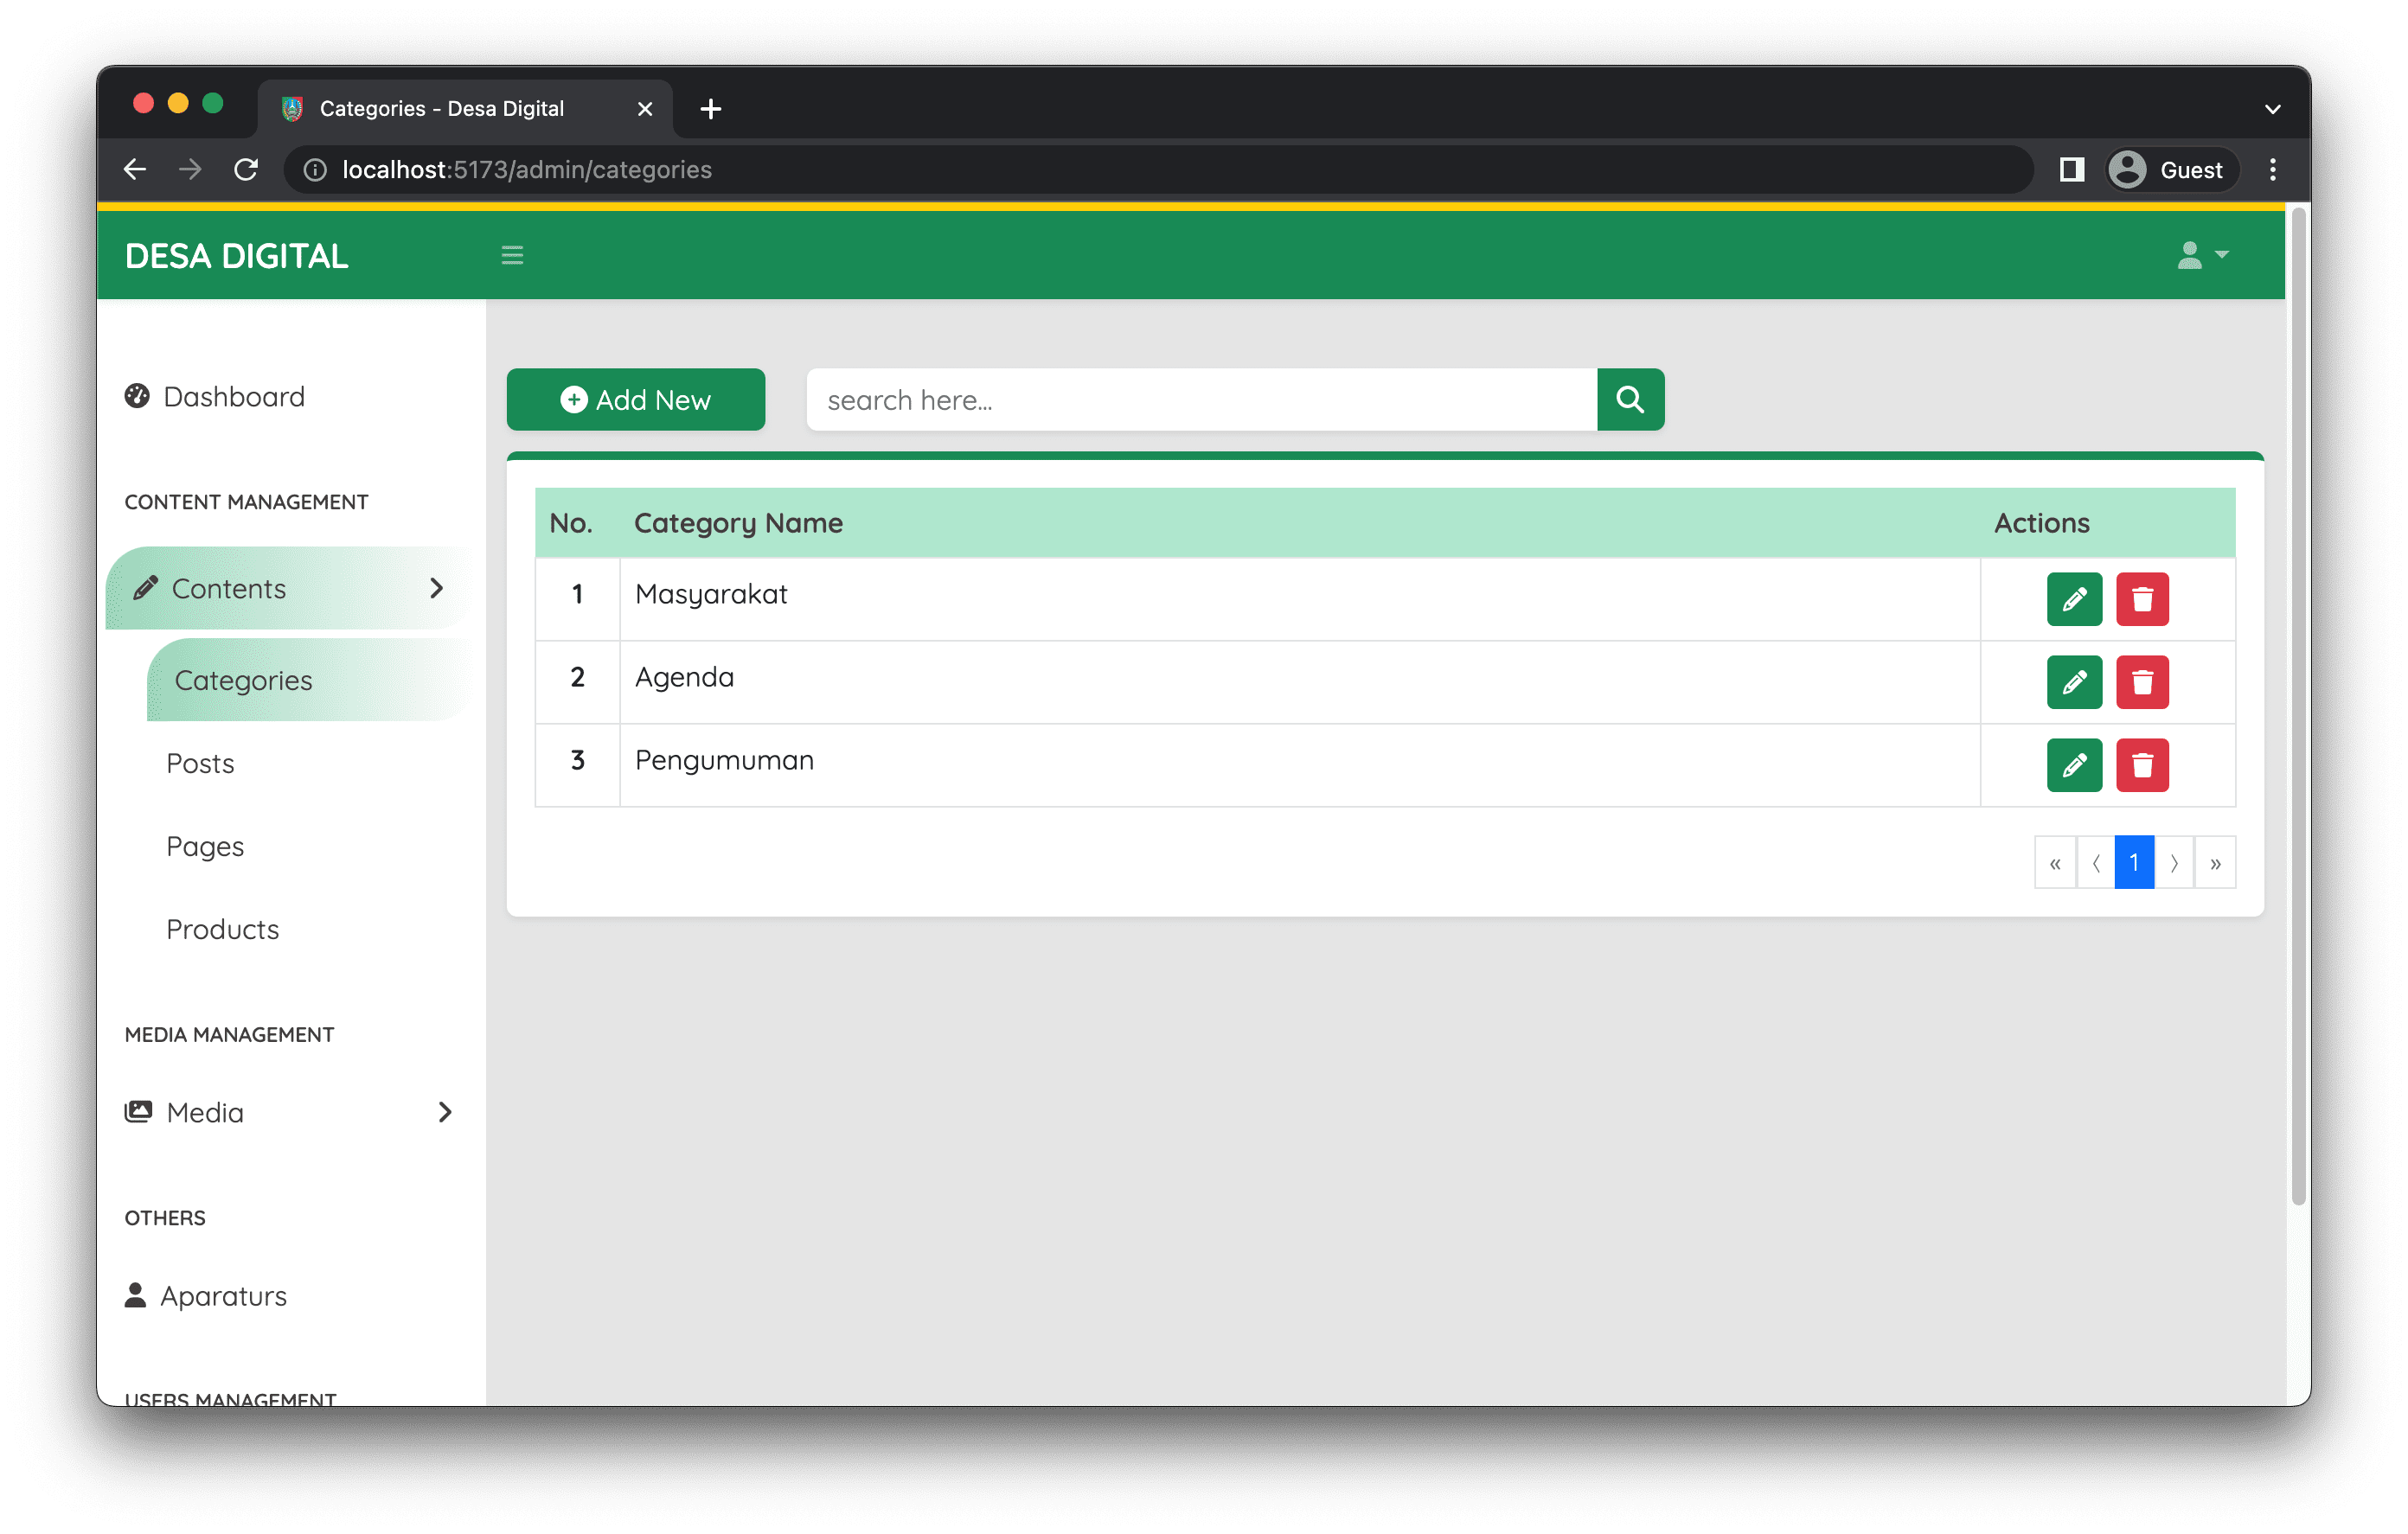 Categories - Desa Digital
localhost:5173/admin/categories
Guest
DESA DIGITAL
Dashboard
CONTENT MANAGEMENT
Contents
Categories
Posts
Pages
Products
MEDIA MANAGEMENT
Media
OTHERS
Aparaturs
USERS MANAGEMENT
Add New
search here...
No. Category Name Actions
1 Masyarakat
2 Agenda
3 Pengumuman
« 〈 1 〉 »